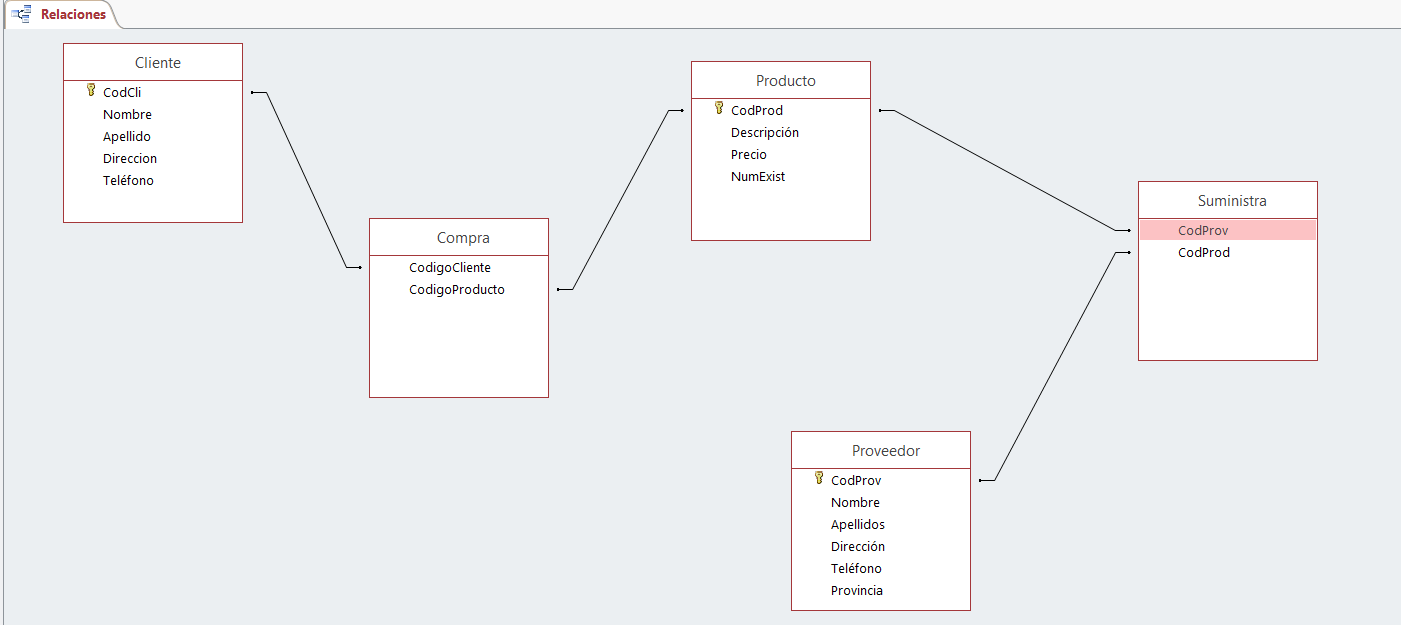 Relaciones
Cliente
CodCli
Nombre
Apellido
Direccion
Teléfono
Compra
CodigoCliente
CodigoProducto
Producto
CodProd
Descripción
Precio
NumExist
Suministra
CodProv
CodProd
Proveedor
CodProv
Nombre
Apellidos
Dirección
Teléfono
Provincia